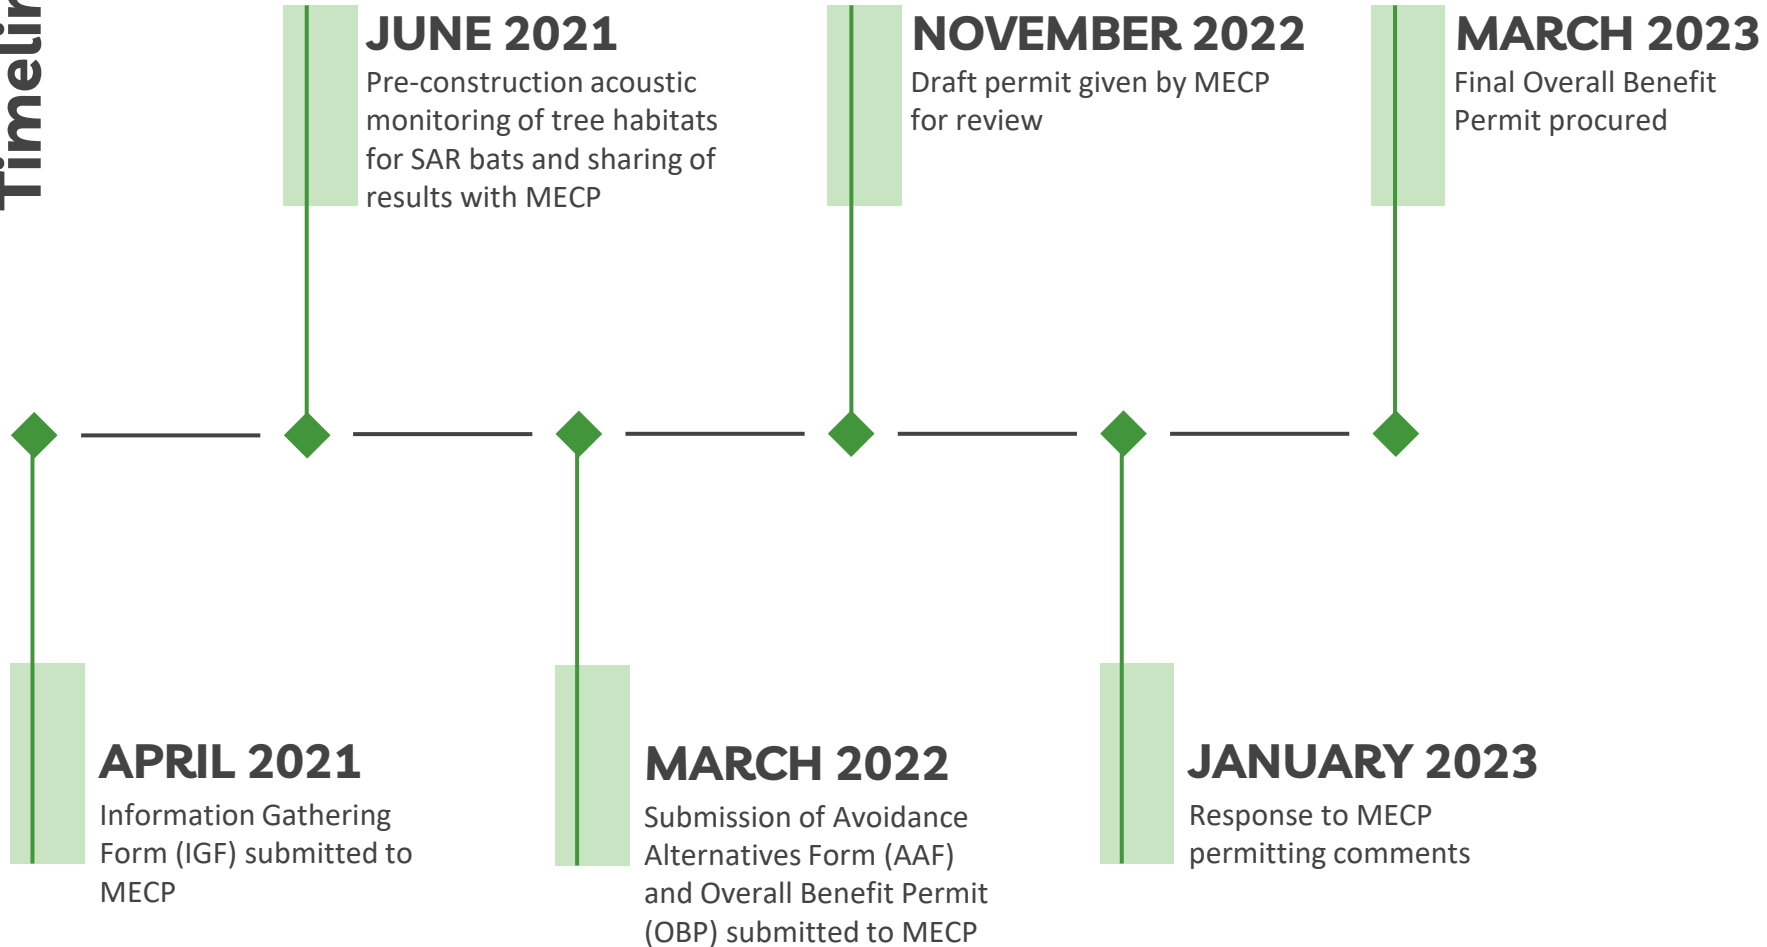 JUNE 2021
Pre-construction acoustic
monitoring of tree habitats
for SAR bats and sharing of
results with MECP
NOVEMBER 2022
Draft permit given by MECP
for review
MARCH 2023
Final Overall Benefit
Permit procured
APRIL 2021
Information Gathering
Form (IGF) submitted to
MECP
MARCH 2022
Submission of Avoidance
Alternatives Form (AAF)
and Overall Benefit Permit
(OBP) submitted to MECP
JANUARY 2023
Response to MECP
permitting comments